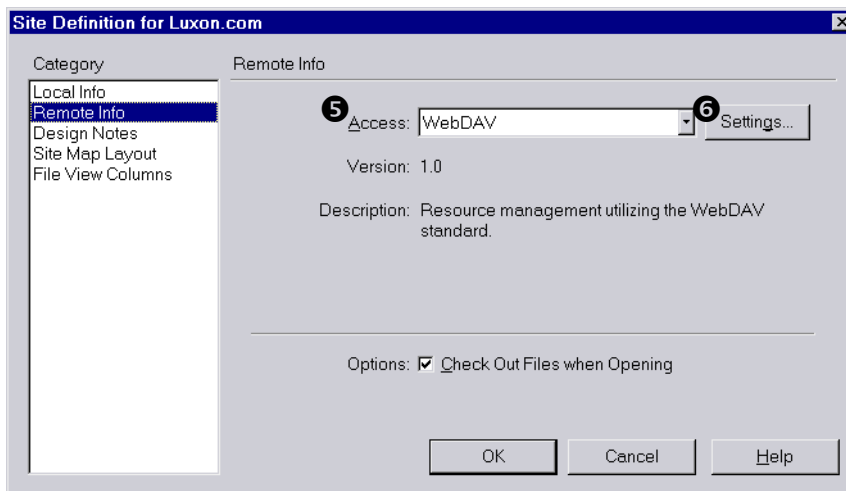 Site Definition for Luxon.com
Category
Local Info
Remote Info
Design Notes
Site Map Layout
File View Columns
Remote Info
❺ Access: WebDAV ❻ Settings...
Version: 1.0
Description: Resource management utilizing the WebDAV
standard.
Options: Check Out Files when Opening
OK Cancel Help